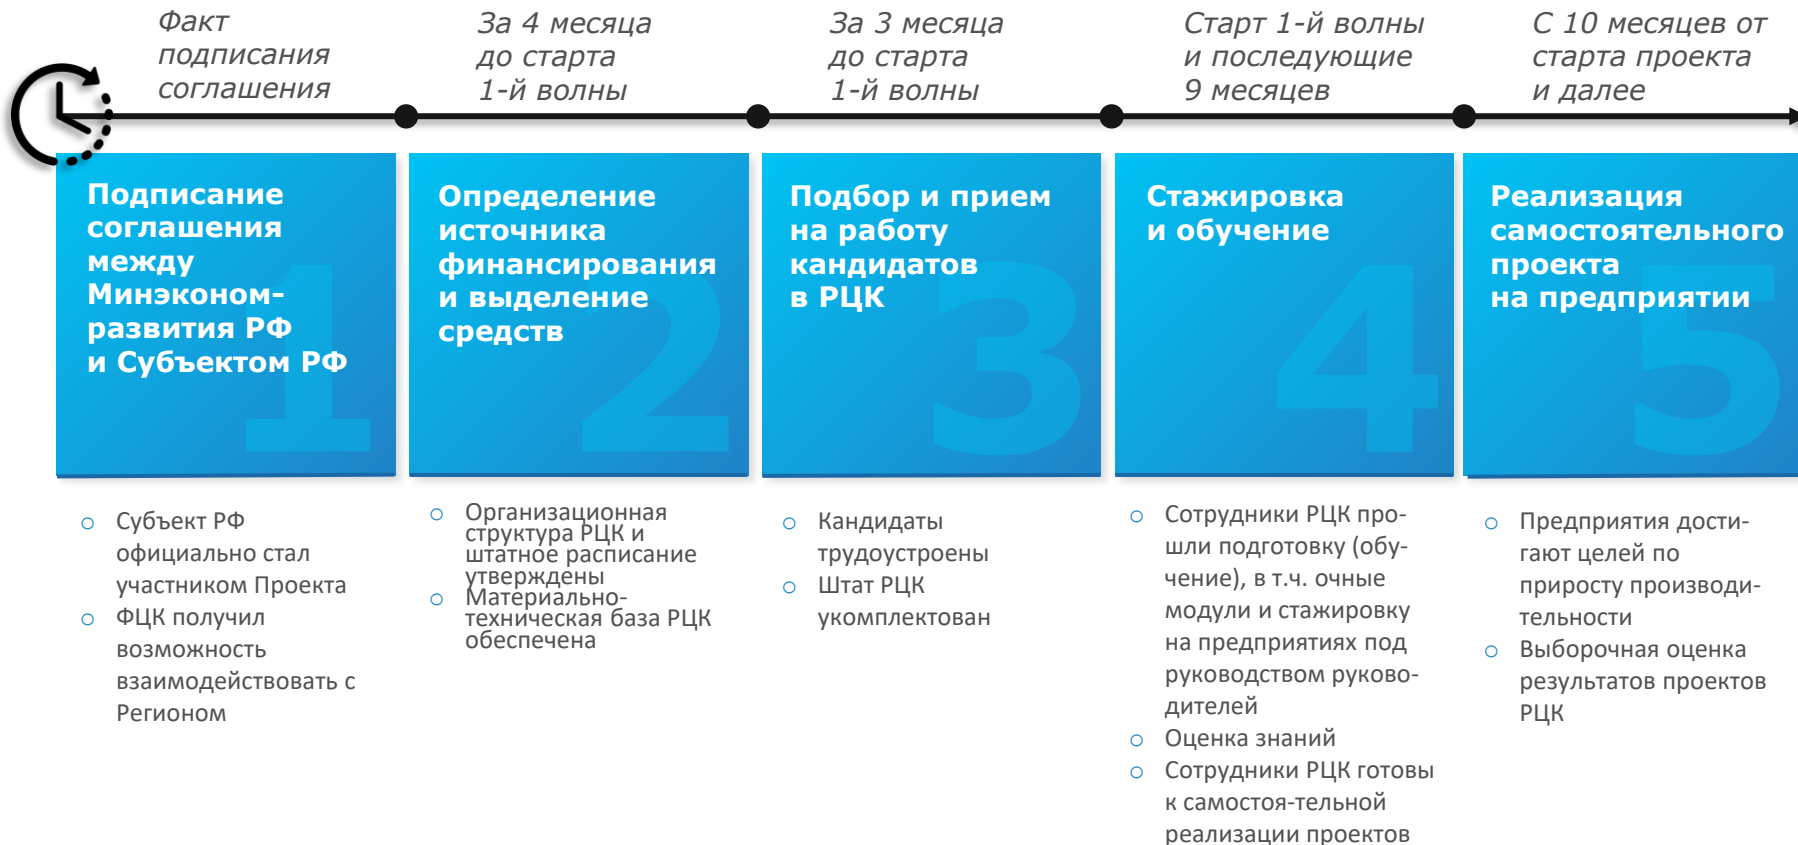 Факт
подписания
соглашения
За 4 месяца
до старта
1-й волны
За 3 месяца
до старта
1-й волны
Старт 1-й волны
и последующие
9 месяцев
С 10 месяцев от
старта проекта
и далее
Подписание
соглашения
между
Минэконом-
развития РФ
и Субъектом РФ
1
Определение
источника
финансирования
и выделение
средств
2
Подбор и прием
на работу
кандидатов
в РЦК
3
Стажировка
и обучение
4
Реализация
самостоятельного
проекта
на предприятии
5
Субъект РФ
официально стал
участником Проекта
ФЦК получил
возможность
взаимодействовать с
Регионом
Организационная
структура РЦК и
штатное расписание
утверждены
Материально-
техническая база РЦК
обеспечена
Кандидаты
трудоустроены
Штат РЦК
укомплектован
Сотрудники РЦК про-
шли подготовку (обу-
чение), в т.ч. очные
модули и стажировку
на предприятиях под
руководством руково-
дителей
Оценка знаний
Сотрудники РЦК готовы
к самостоя-тельной
реализации проектов
Предприятия дости-
гают целей по
приросту производи-
тельности
Выборочная оценка
результатов проектов
РЦК